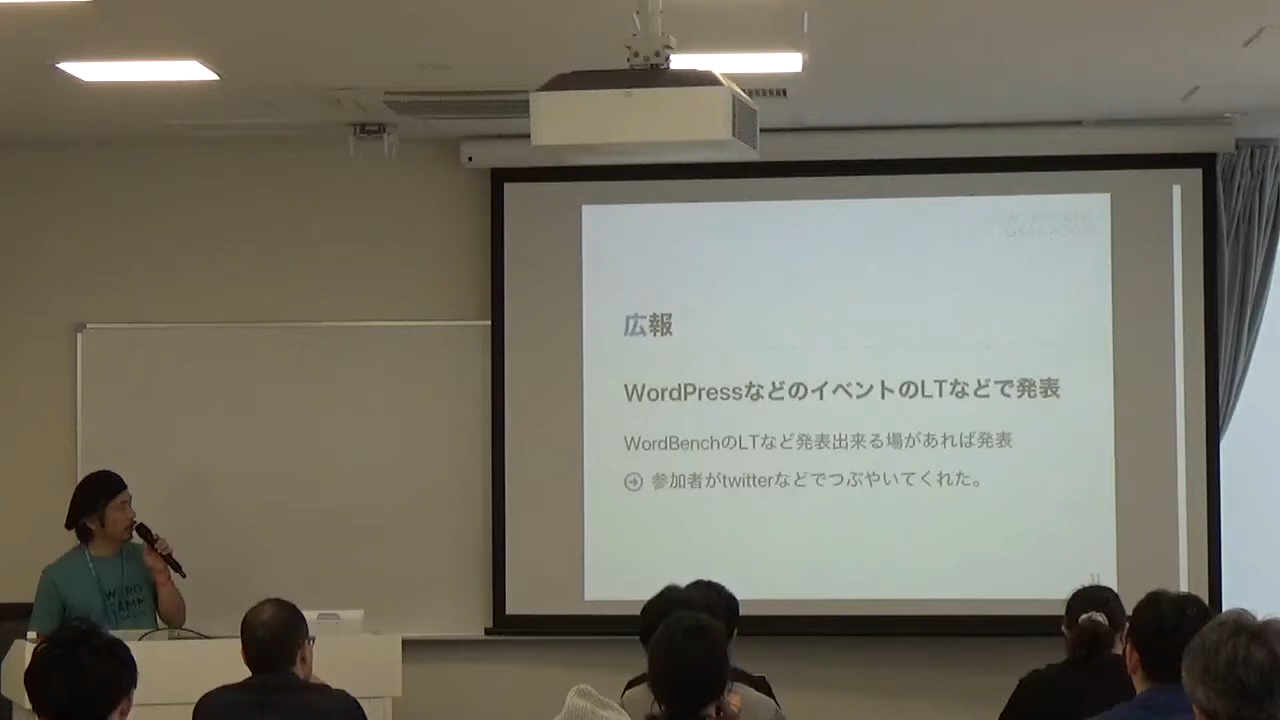 広報
WordPressなどのイベントのLTなどで発表
WordBenchのLTなど発表出来る場があれば発表
参加者がtwitterなどでつぶやいてくれた。
11
WORD
CAMP